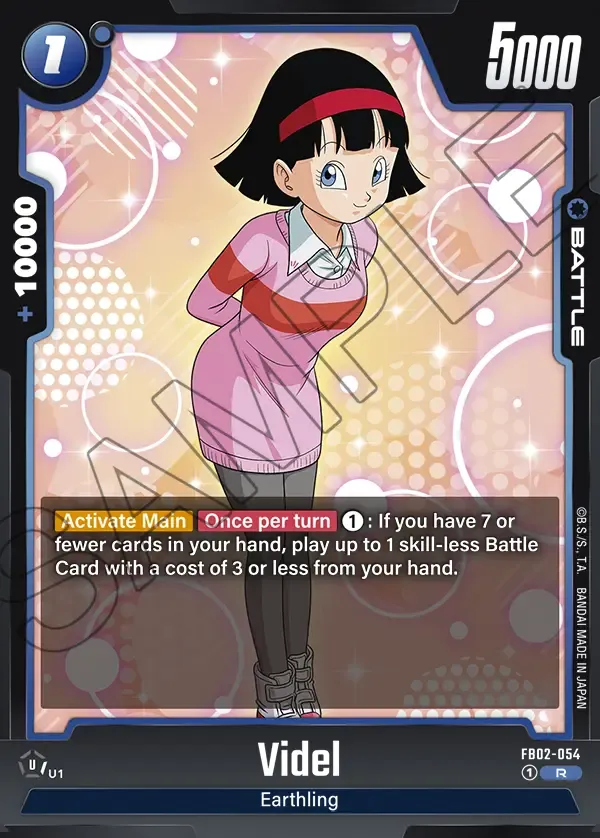 1
5000
+ 10000
BATTLE
SAMPLE
Activate Main Once per turn 1 : If you have 7 or
fewer cards in your hand, play up to 1 skill-less Battle
Card with a cost of 3 or less from your hand.
©B.S./S., T.A. BANDAI MADE IN JAPAN
U/U1
Videl
FB02-054
1 R
Earthling